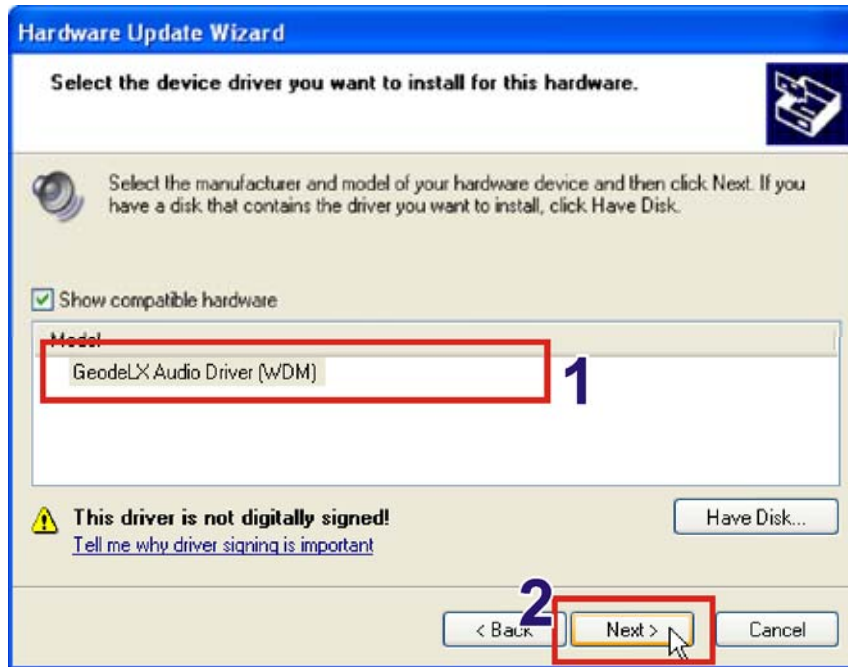 Hardware Update Wizard
Select the device driver you want to install for this hardware.
Select the manufacturer and model of your hardware device and then click Next. If you
have a disk that contains the driver you want to install, click Have Disk.
Show compatible hardware
Model
GeodeLX Audio Driver (WDM)
1
This driver is not digitally signed!
Have Disk...
Tell me why driver signing is important
2
< Back
Next >
Cancel